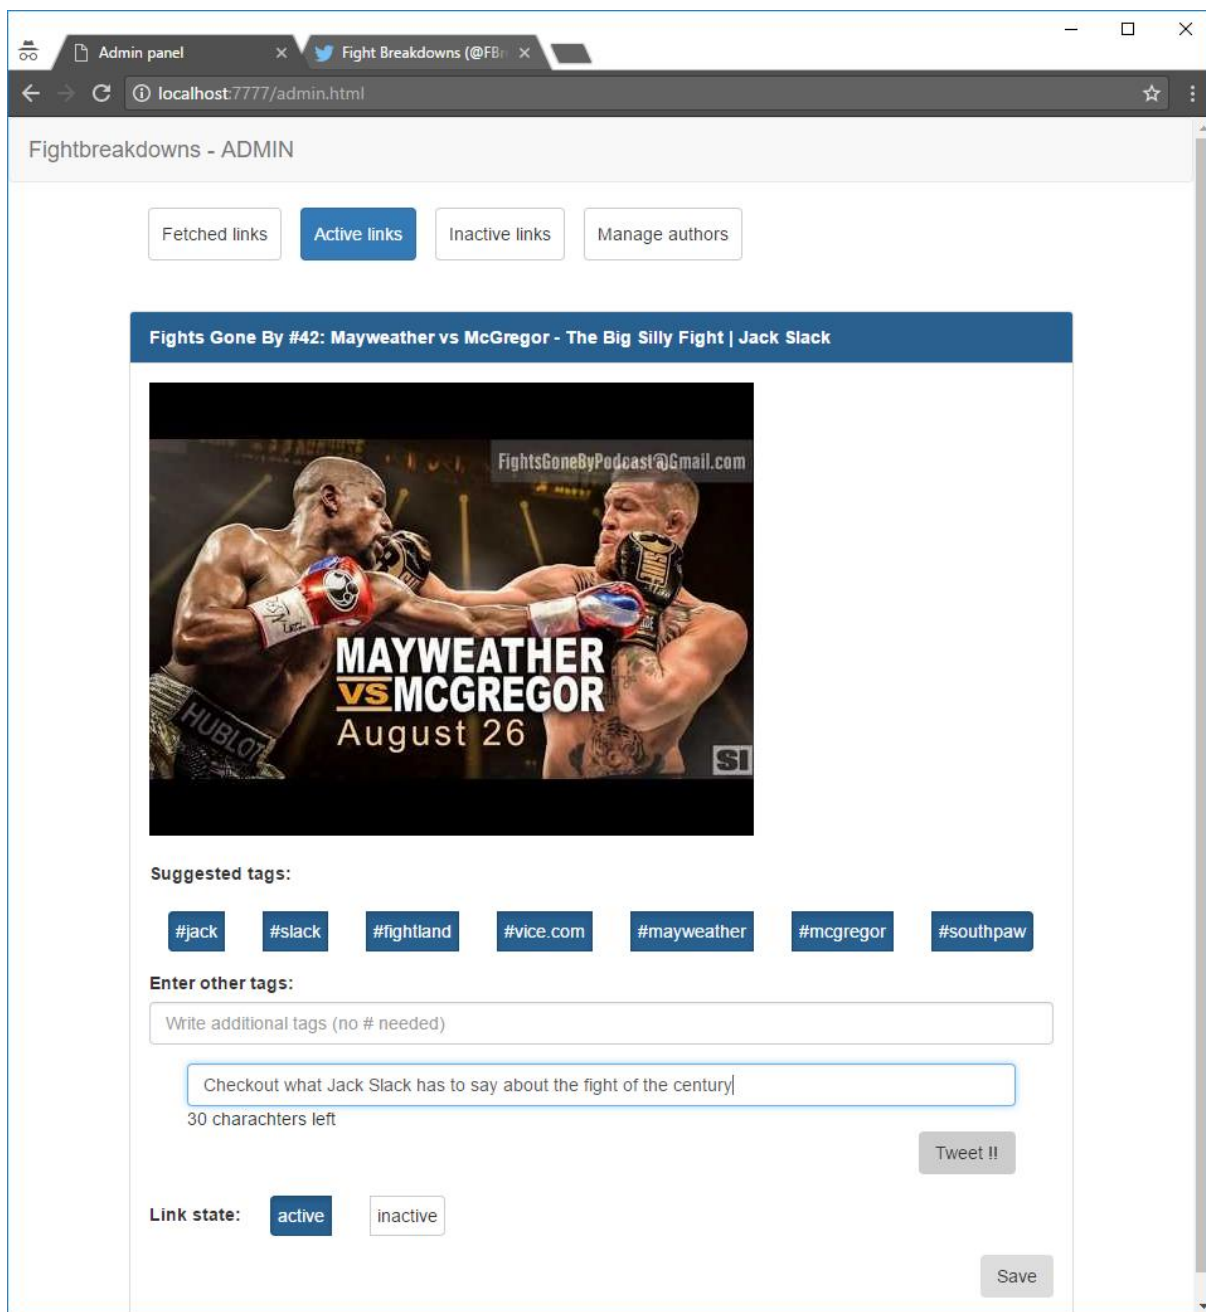 Admin panel
Fight Breakdowns (@FBr
localhost:7777/admin.html
Fightbreakdowns - ADMIN
Fetched links Active links Inactive links Manage authors
Fights Gone By #42: Mayweather vs McGregor - The Big Silly Fight | Jack Slack
FightsGoneByPodcast@Gmail.com
MAYWEATHER
VS MCGREGOR
August 26
HUBLOT
SI
Suggested tags:
#jack #slack #fightland #vice.com #mayweather #mcgregor #southpaw
Enter other tags:
Write additional tags (no # needed)
Checkout what Jack Slack has to say about the fight of the century
30 charachters left
Tweet !!
Link state: active inactive
Save